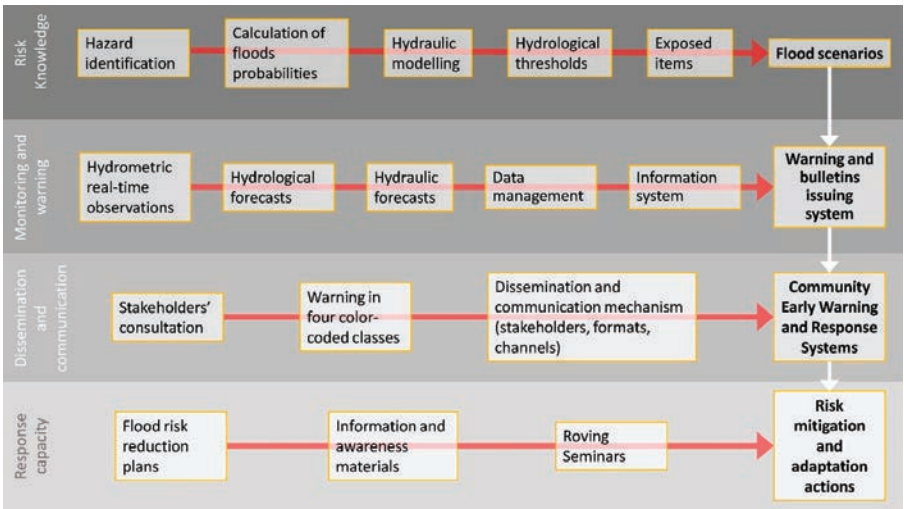 Risk
Knowledge
Hazard
identification
Calculation of
floods
probabilities
Hydraulic
modelling
Hydrological
thresholds
Exposed
items
Flood scenarios
Monitoring and
warning
Hydrometric
real-time
observations
Hydrological
forecasts
Hydraulic
forecasts
Data
management
Information
system
Warning and
bulletins
issuing
system
Dissemination
and
communication
Stakeholders'
consultation
Warning in
four color-
coded classes
Dissemination and
communication mechanism
(stakeholders, formats,
channels)
Community
Early Warning
and Response
Systems
Response
capacity
Flood risk
reduction
plans
Information and
awareness
materials
Roving
Seminars
Risk
mitigation
and
adaptation
actions